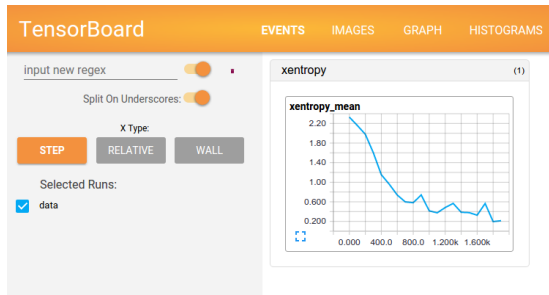 TensorBoard
EVENTS IMAGES GRAPH HISTOGRAMS
input new regex
Split On Underscores:
X Type:
STEP RELATIVE WALL
Selected Runs:
data
xentropy (1)
xentropy_mean
2.20
1.80
1.40
1.00
0.600
0.200
0.000 400.0 800.0 1.200k 1.600k